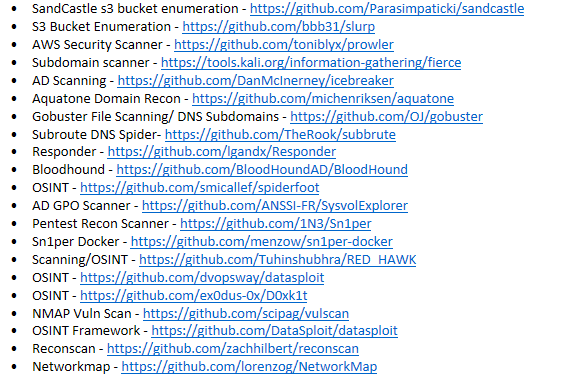 • SandCastle s3 bucket enumeration - https://github.com/Parasimpaticki/sandcastle
• S3 Bucket Enumeration - https://github.com/bbb31/slurp
• AWS Security Scanner - https://github.com/toniblyx/prowler
• Subdomain scanner - https://tools.kali.org/information-gathering/fierce
• AD Scanning - https://github.com/DanMcInerney/icebreaker
• Aquatone Domain Recon - https://github.com/michenriksen/aquatone
• Gobuster File Scanning/ DNS Subdomains - https://github.com/OJ/gobuster
• Subroute DNS Spider- https://github.com/TheRook/subbrute
• Responder - https://github.com/lgandx/Responder
• Bloodhound - https://github.com/BloodHoundAD/BloodHound
• OSINT - https://github.com/smicallef/spiderfoot
• AD GPO Scanner - https://github.com/ANSSI-FR/SysvolExplorer
• Pentest Recon Scanner - https://github.com/1N3/Sn1per
• Sn1per Docker - https://github.com/menzow/sn1per-docker
• Scanning/OSINT - https://github.com/Tuhinshubhra/RED_HAWK
• OSINT - https://github.com/dvopsway/datasploit
• OSINT - https://github.com/ex0dus-0x/D0xk1t
• NMAP Vuln Scan - https://github.com/scipag/vulscan
• OSINT Framework - https://github.com/DataSploit/datasploit
• Reconscan - https://github.com/zachhilbert/reconscan
• Networkmap - https://github.com/lorenzog/NetworkMap